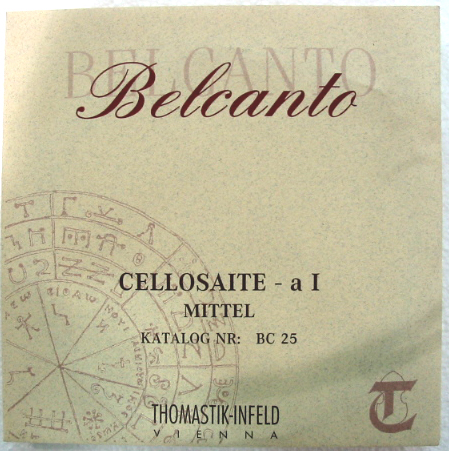 BELCANTO
Belcanto
CELLOSAITE - a I
MITTEL
KATALOG NR: BC 25
THOMASTIK-INFELD
VIENNA